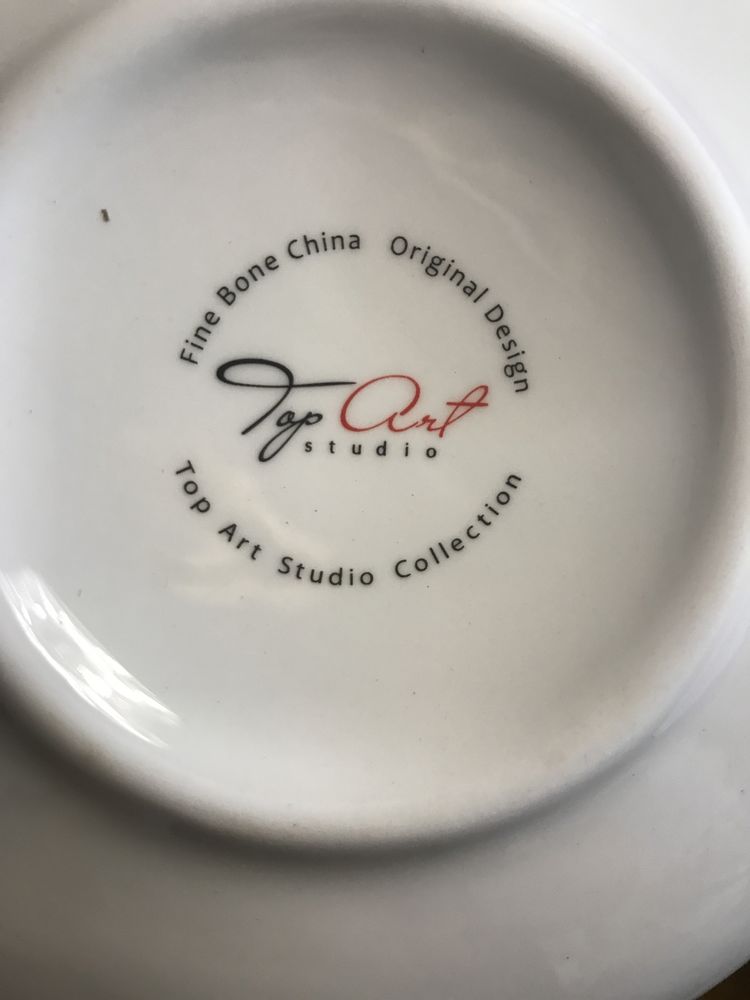 Fine Bone China Original Design
Top Art
studio
Top Art Studio Collection